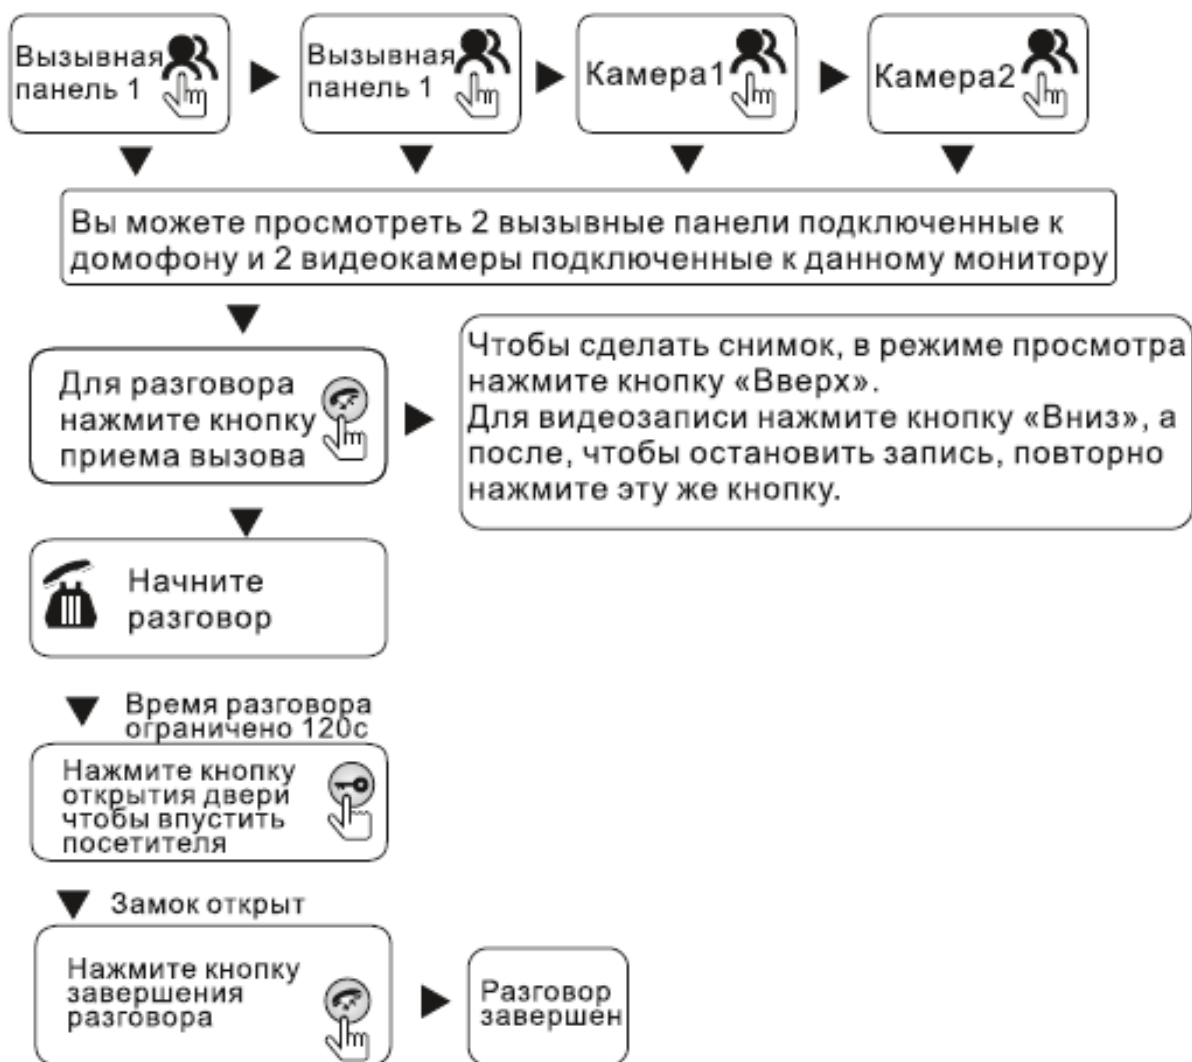 Вызывная
панель 1
Вызывная
панель 1
Камера1
Камера2
Вы можете просмотреть 2 вызывные панели подключенные к
домофону и 2 видеокамеры подключенные к данному монитору
Для разговора
нажмите кнопку
приема вызова
Чтобы сделать снимок, в режиме просмотра
нажмите кнопку «Вверх».
Для видеозаписи нажмите кнопку «Вниз», а
после, чтобы остановить запись, повторно
нажмите эту же кнопку.
Начните
разговор
Время разговора
ограничено 120с
Нажмите кнопку
открытия двери
чтобы впустить
посетителя
Замок открыт
Нажмите кнопку
завершения
разговора
Разговор
завершен